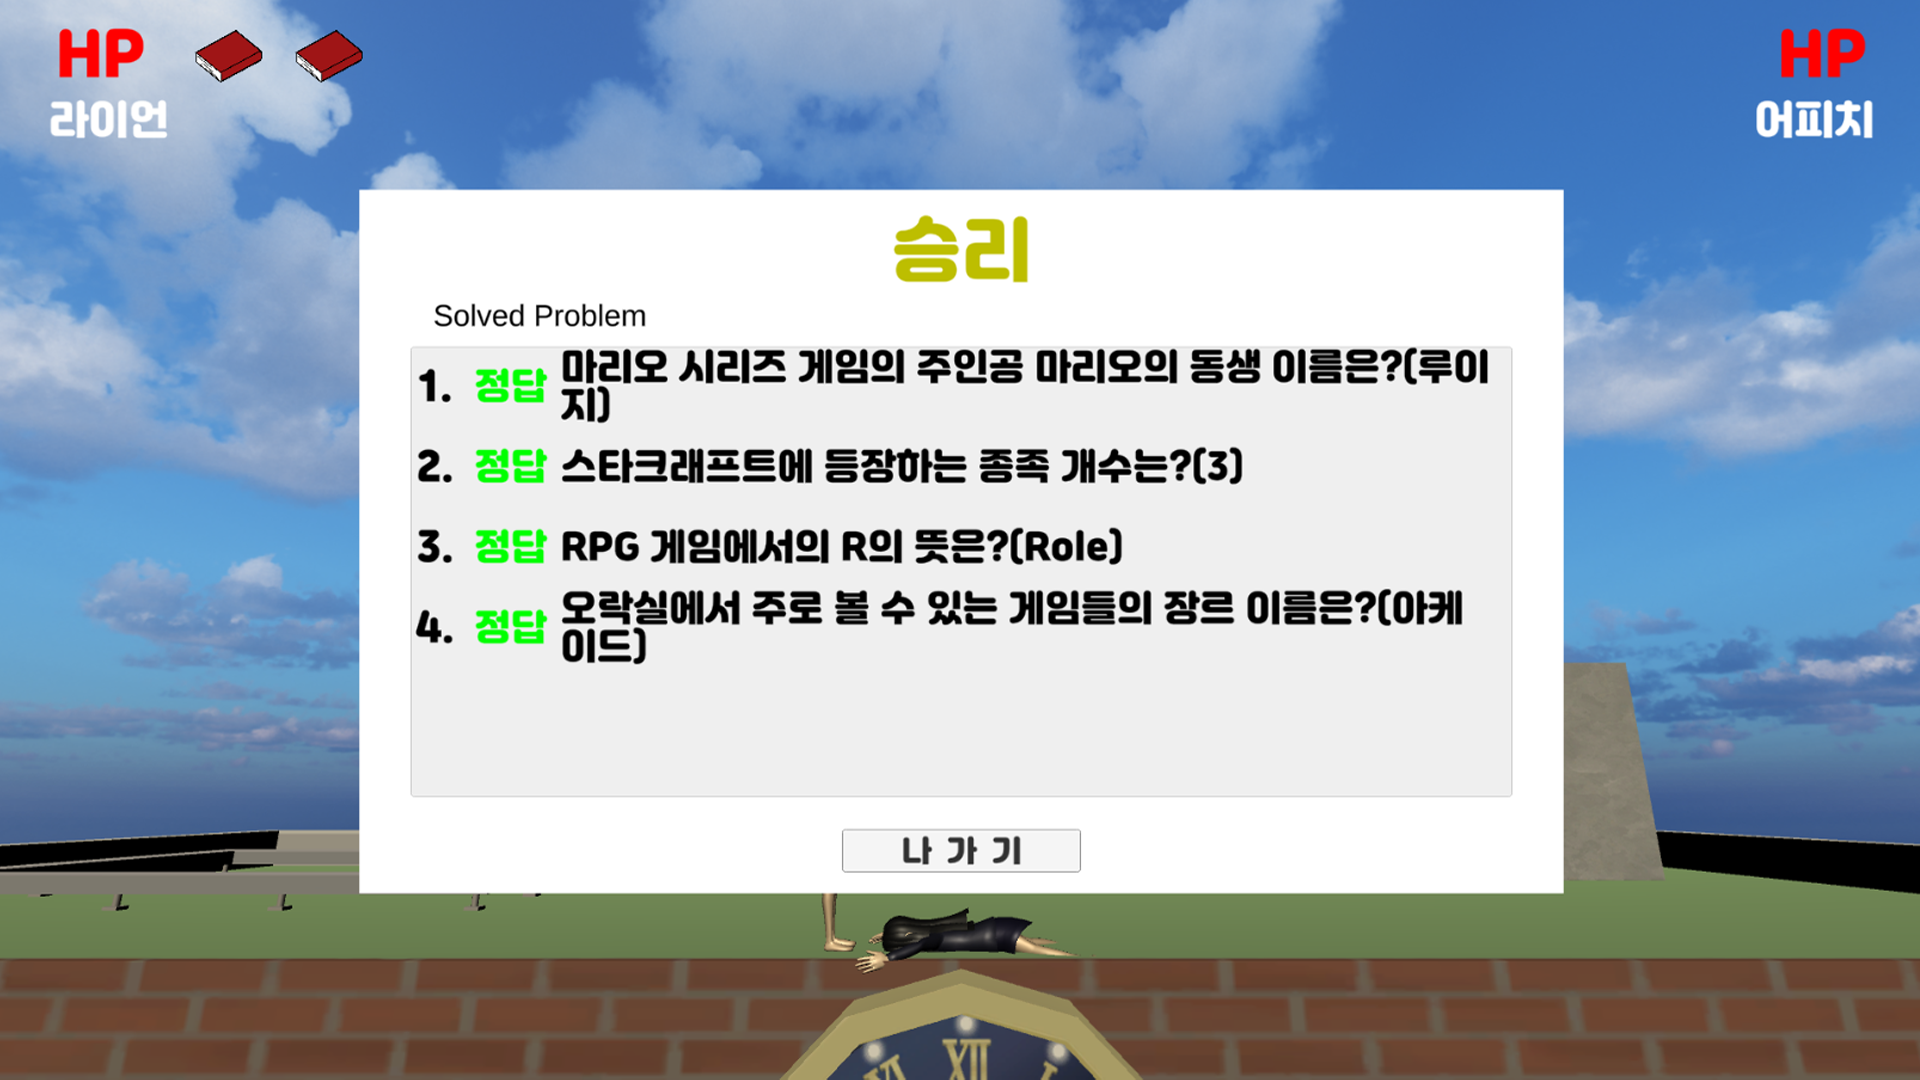 HP
라이언
HP
어피치
승리
Solved Problem
1. 정답 마리오 시리즈 게임의 주인공 마리오의 동생 이름은?(루이
지)
2. 정답 스타크래프트에 등장하는 종족 개수는?(3)
3. 정답 RPG 게임에서의 R의 뜻은?(Role)
4. 정답 오락실에서 주로 볼 수 있는 게임들의 장르 이름은?(아케
이드)
나 가 기
XII